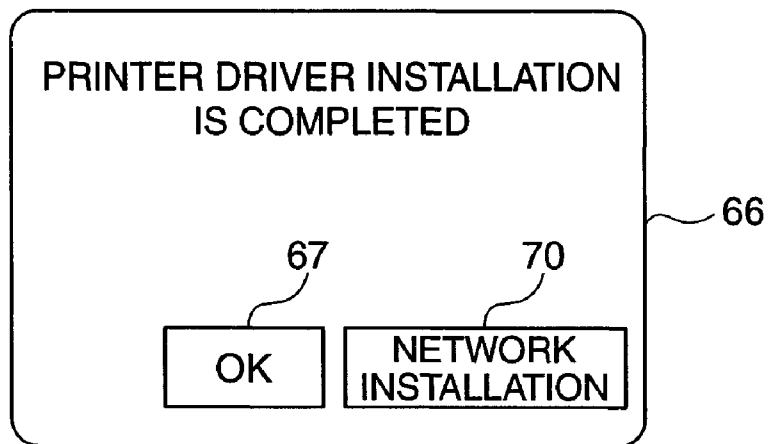 PRINTER DRIVER INSTALLATION
IS COMPLETED
66
67
70
OK
NETWORK
INSTALLATION